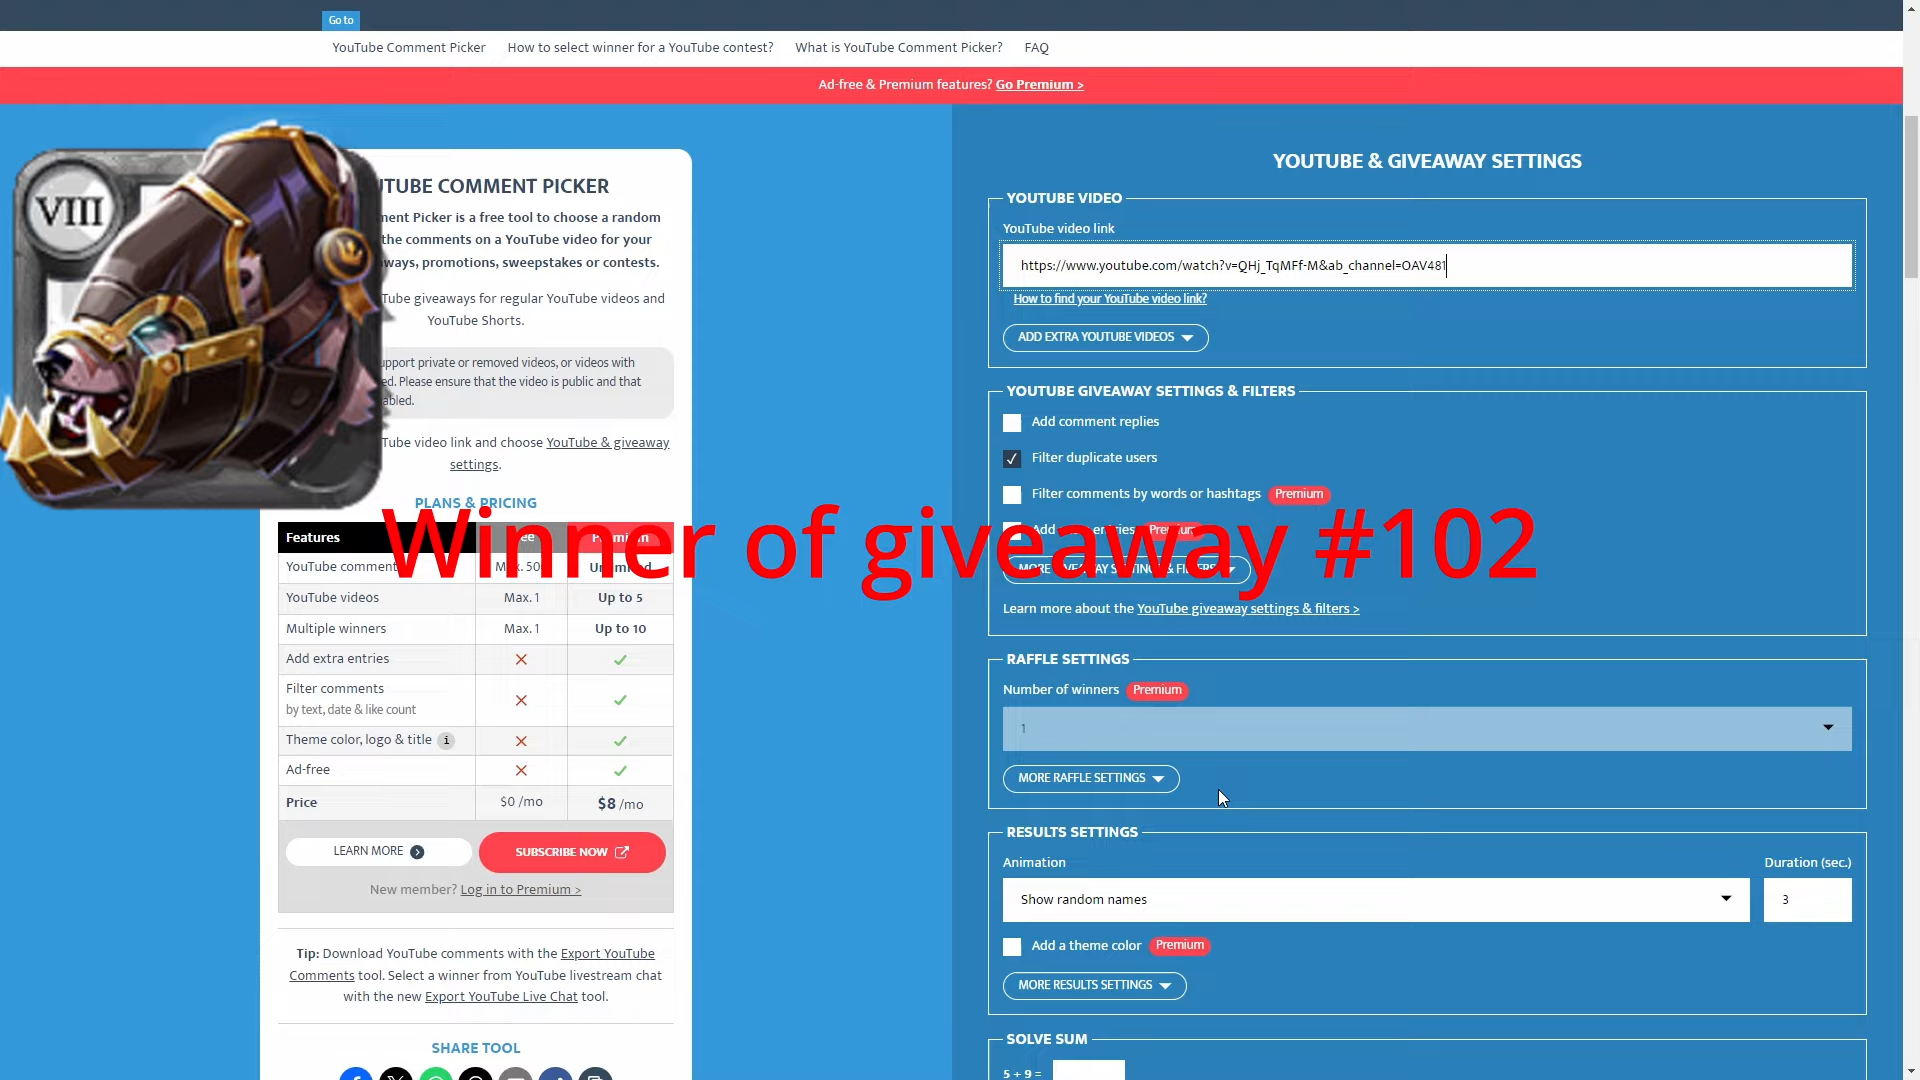 Go to
YouTube Comment Picker
How to select winner for a YouTube contest?
What is YouTube Comment Picker?
FAQ
Ad-free & Premium features? Go Premium >
VIII
TUBE COMMENT PICKER
ment Picker is a free tool to choose a random
the comments on a YouTube video for your
ways, promotions, sweepstakes or contests.
Tube giveaways for regular YouTube videos and
YouTube Shorts.
upport private or removed videos, or videos with
ed. Please ensure that the video is public and that
abled.
Tube video link and choose YouTube & giveaway
settings.
PLANS & PRICING
Features
YouTube comment
Unlimited
YouTube videos Max. 1 Up to 5
Multiple winners Max. 1 Up to 10
Add extra entries
Filter comments
by text, date & like count
Theme color, logo & title i
Ad-free
Price $0 /mo $8 /mo
LEARN MORE
SUBSCRIBE NOW
New member? Log in to Premium >
Tip: Download YouTube comments with the Export YouTube
Comments tool. Select a winner from YouTube livestream chat
with the new Export YouTube Live Chat tool.
SHARE TOOL
Winner of giveaway #102
YOUTUBE & GIVEAWAY SETTINGS
YOUTUBE VIDEO
YouTube video link
https://www.youtube.com/watch?v=QHj_TqMFf-M&ab_channel=OAV481
How to find your YouTube video link?
ADD EXTRA YOUTUBE VIDEOS
YOUTUBE GIVEAWAY SETTINGS & FILTERS
Add comment replies
Filter duplicate users
Filter comments by words or hashtags Premium
Add entries Premium
MORE GIVEAWAY SETTINGS & FILTERS
Learn more about the YouTube giveaway settings & filters >
RAFFLE SETTINGS
Number of winners Premium
1
MORE RAFFLE SETTINGS
RESULTS SETTINGS
Animation
Duration (sec.)
Show random names
3
Add a theme color Premium
MORE RESULTS SETTINGS
SOLVE SUM
5 + 9 =